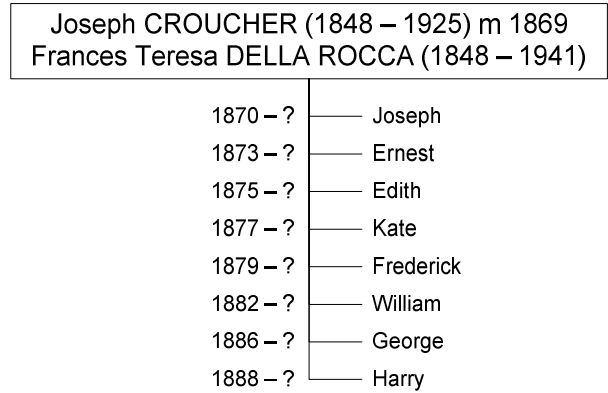 Joseph CROUCHER (1848 – 1925) m 1869
Frances Teresa DELLA ROCCA (1848 – 1941)
1870 – ? Joseph
1873 – ? Ernest
1875 – ? Edith
1877 – ? Kate
1879 – ? Frederick
1882 – ? William
1886 – ? George
1888 – ? Harry